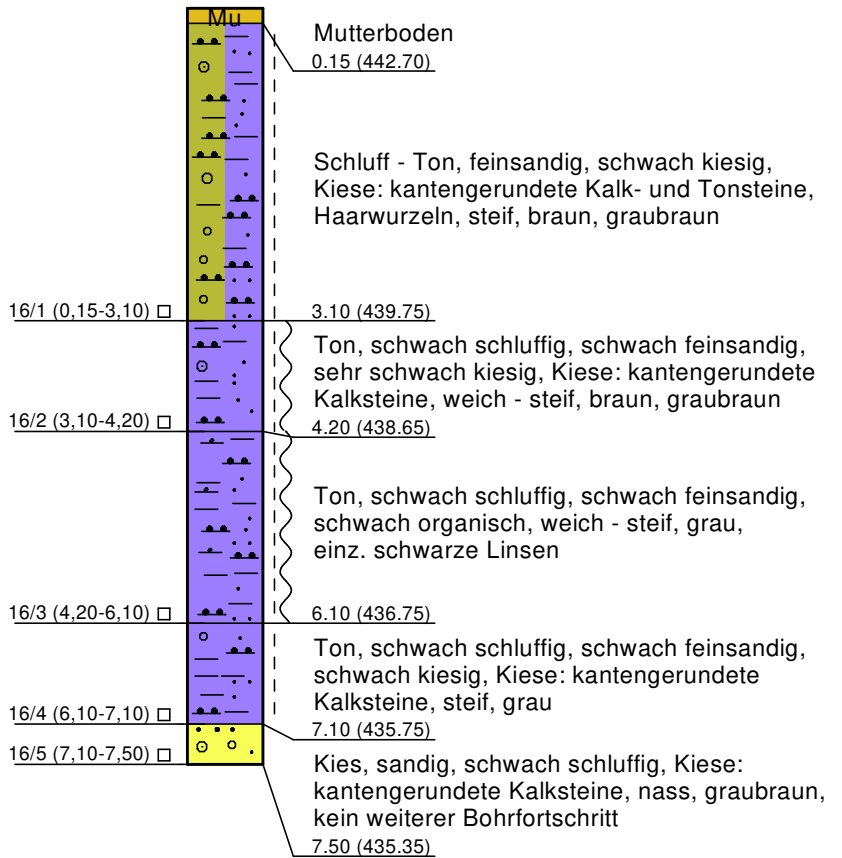 Mu
Mutterboden
0.15 (442.70)
Schluff - Ton, feinsandig, schwach kiesig,
Kiese: kantengerundete Kalk- und Tonsteine,
Haarwurzeln, steif, braun, graubraun
16/1 (0,15-3,10)
3.10 (439.75)
Ton, schwach schluffig, schwach feinsandig,
sehr schwach kiesig, Kiese: kantengerundete
Kalksteine, weich - steif, braun, graubraun
16/2 (3,10-4,20)
4.20 (438.65)
Ton, schwach schluffig, schwach feinsandig,
schwach organisch, weich - steif, grau,
einz. schwarze Linsen
16/3 (4,20-6,10)
6.10 (436.75)
Ton, schwach schluffig, schwach feinsandig,
schwach kiesig, Kiese: kantengerundete
Kalksteine, steif, grau
16/4 (6,10-7,10)
7.10 (435.75)
16/5 (7,10-7,50)
Kies, sandig, schwach schluffig, Kiese:
kantengerundete Kalksteine, nass, graubraun,
kein weiterer Bohrfortschritt
7.50 (435.35)